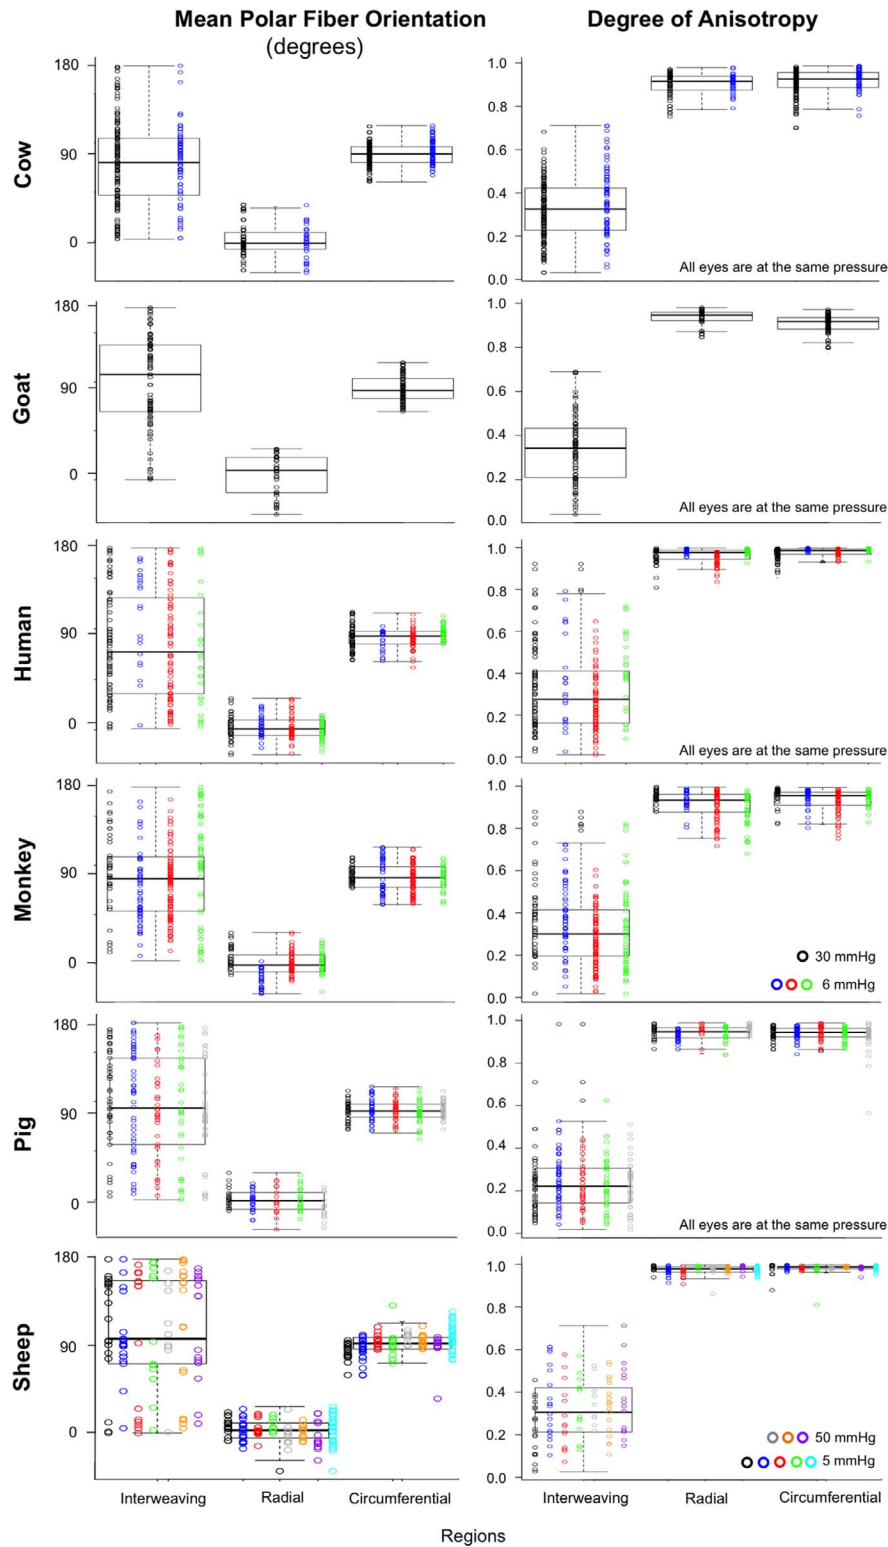 Mean Polar Fiber Orientation
(degrees)
Degree of Anisotropy
Cow
180
90
0
1.0
0.8
0.6
0.4
0.2
0.0
All eyes are at the same pressure
Goat
180
90
0
1.0
0.8
0.6
0.4
0.2
0.0
All eyes are at the same pressure
Human
180
90
0
1.0
0.8
0.6
0.4
0.2
0.0
All eyes are at the same pressure
Monkey
180
90
0
1.0
0.8
0.6
0.4
0.2
0.0
30 mmHg
6 mmHg
Pig
180
90
0
1.0
0.8
0.6
0.4
0.2
0.0
All eyes are at the same pressure
Sheep
180
90
0
1.0
0.8
0.6
0.4
0.2
0.0
50 mmHg
5 mmHg
Interweaving Radial Circumferential
Interweaving Radial Circumferential
Regions